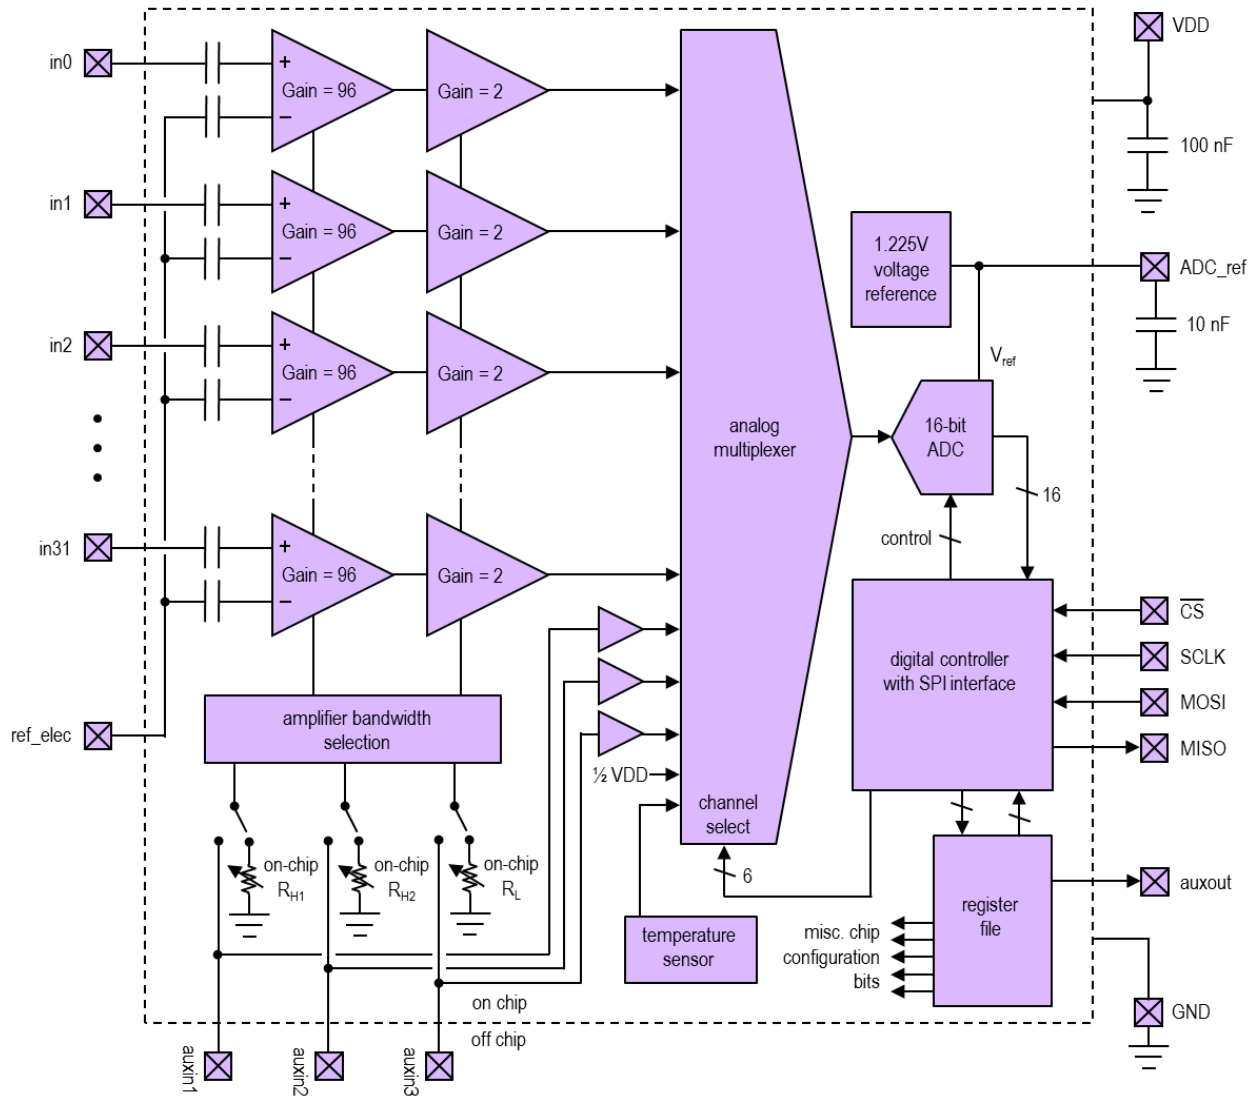 in0
+
Gain = 96
−
Gain = 2
VDD
100 nF
in1
+
Gain = 96
−
Gain = 2
1.225V
voltage
reference
ADC_ref
10 nF
in2
+
Gain = 96
−
Gain = 2
Vref
analog
multiplexer
16-bit
ADC
16
control
in31
+
Gain = 96
−
Gain = 2
CS
SCLK
MOSI
MISO
digital controller
with SPI interface
ref_elec
amplifier bandwidth
selection
½ VDD
channel
select
6
on-chip
RH1
on-chip
RH2
on-chip
RL
temperature
sensor
misc. chip
configuration
bits
register
file
auxout
on chip
off chip
GND
auxin1
auxin2
auxin3